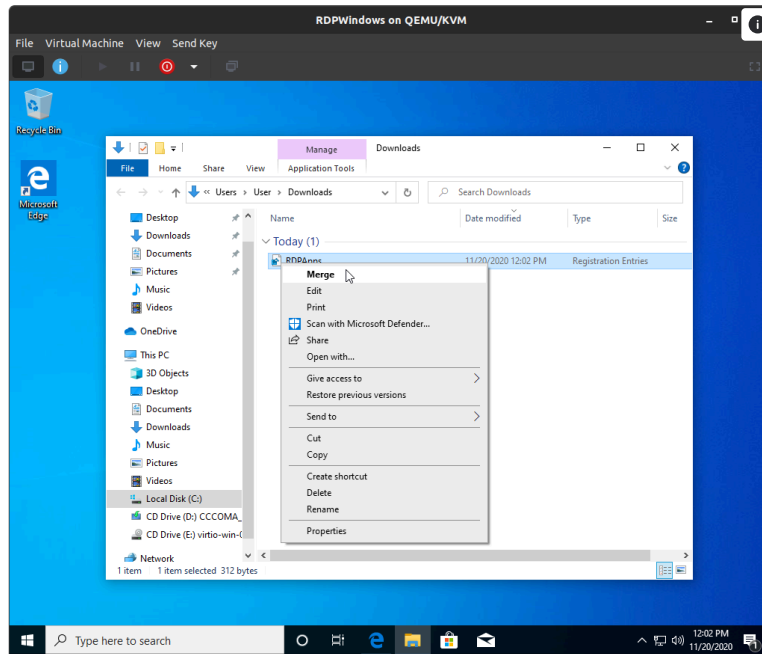 RDPWindows on QEMU/KVM
File Virtual Machine View Send Key
Recycle Bin
Microsoft
Edge
Manage Downloads
File Home Share View Application Tools
« Users > User > Downloads Search Downloads
Name Date modified Type Size
Today (1)
RDPApps 11/20/2020 12:02 PM Registration Entries
Desktop
Downloads
Documents
Pictures
Music
Videos
OneDrive
This PC
3D Objects
Desktop
Documents
Downloads
Music
Pictures
Videos
Local Disk (C:)
CD Drive (D:) CCCOMA_
CD Drive (E:) virtio-win-0
Network
Merge
Edit
Print
Scan with Microsoft Defender...
Share
Open with...
Give access to
Restore previous versions
Send to
Cut
Copy
Create shortcut
Delete
Rename
Properties
1 item 1 item selected 312 bytes
Type here to search
12:02 PM
11/20/2020
1